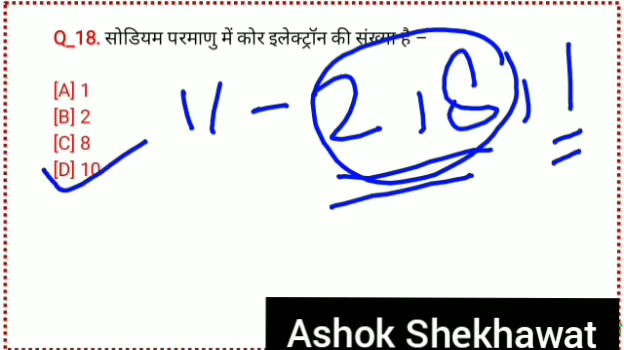 Q_18. सोडियम परमाणु में कोर इलेक्ट्रॉन की संख्या है –
[A] 1
11 – 2, 8, 1
[B] 2
[C] 8
[D] 10
Ashok Shekhawat